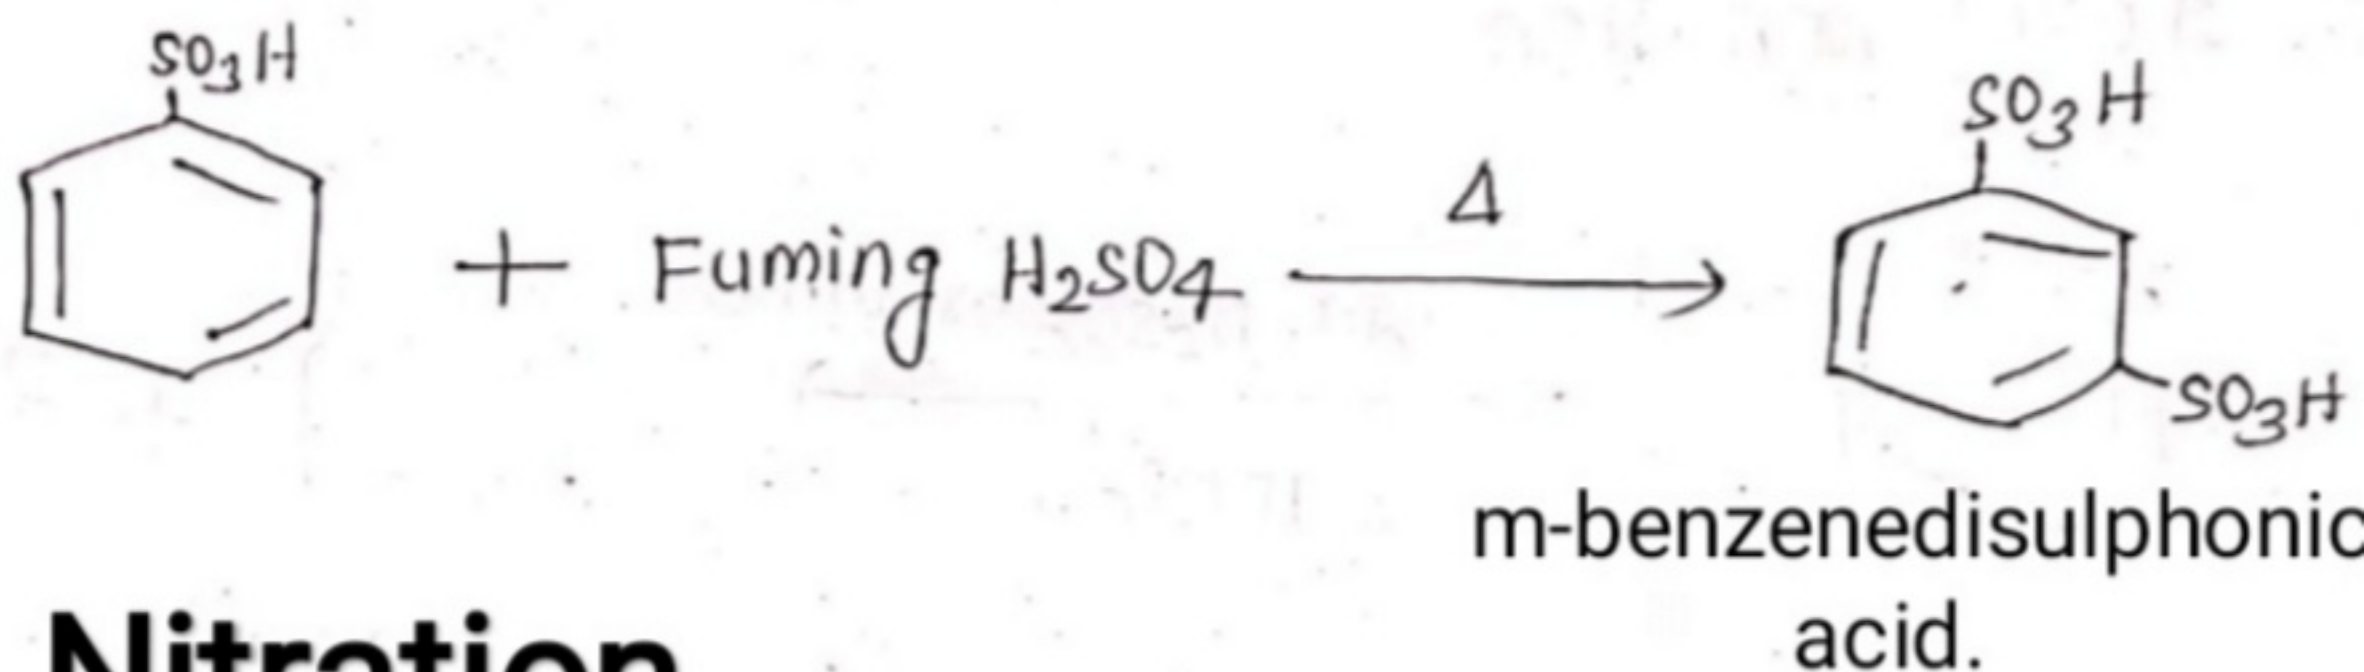 SO3H
+ Fuming H2SO4
Δ
SO3H
SO3H
m-benzenedisulphonic
acid.
Nitration